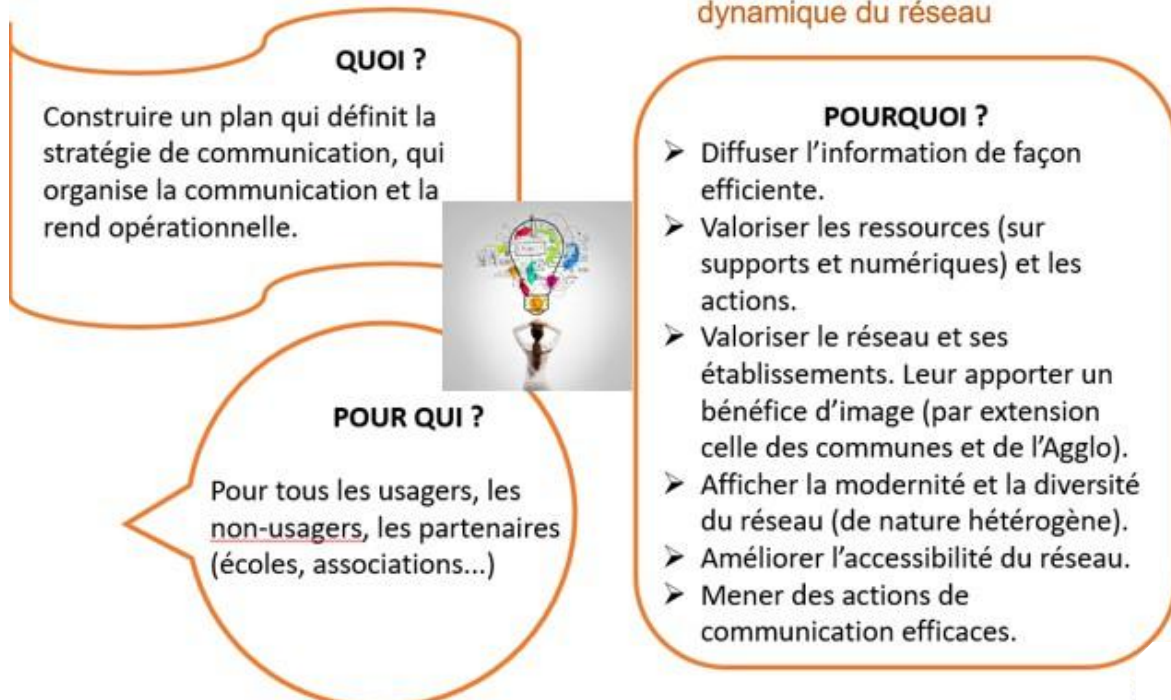 dynamique du réseau
QUOI ?
Construire un plan qui définit la
stratégie de communication, qui
organise la communication et la
rend opérationnelle.
POUR QUI ?
Pour tous les usagers, les
non-usagers, les partenaires
(écoles, associations...)
POURQUOI ?
➢ Diffuser l’information de façon
efficiente.
➢ Valoriser les ressources (sur
supports et numériques) et les
actions.
➢ Valoriser le réseau et ses
établissements. Leur apporter un
bénéfice d’image (par extension
celle des communes et de l’Agglo).
➢ Afficher la modernité et la diversité
du réseau (de nature hétérogène).
➢ Améliorer l’accessibilité du réseau.
➢ Mener des actions de
communication efficaces.